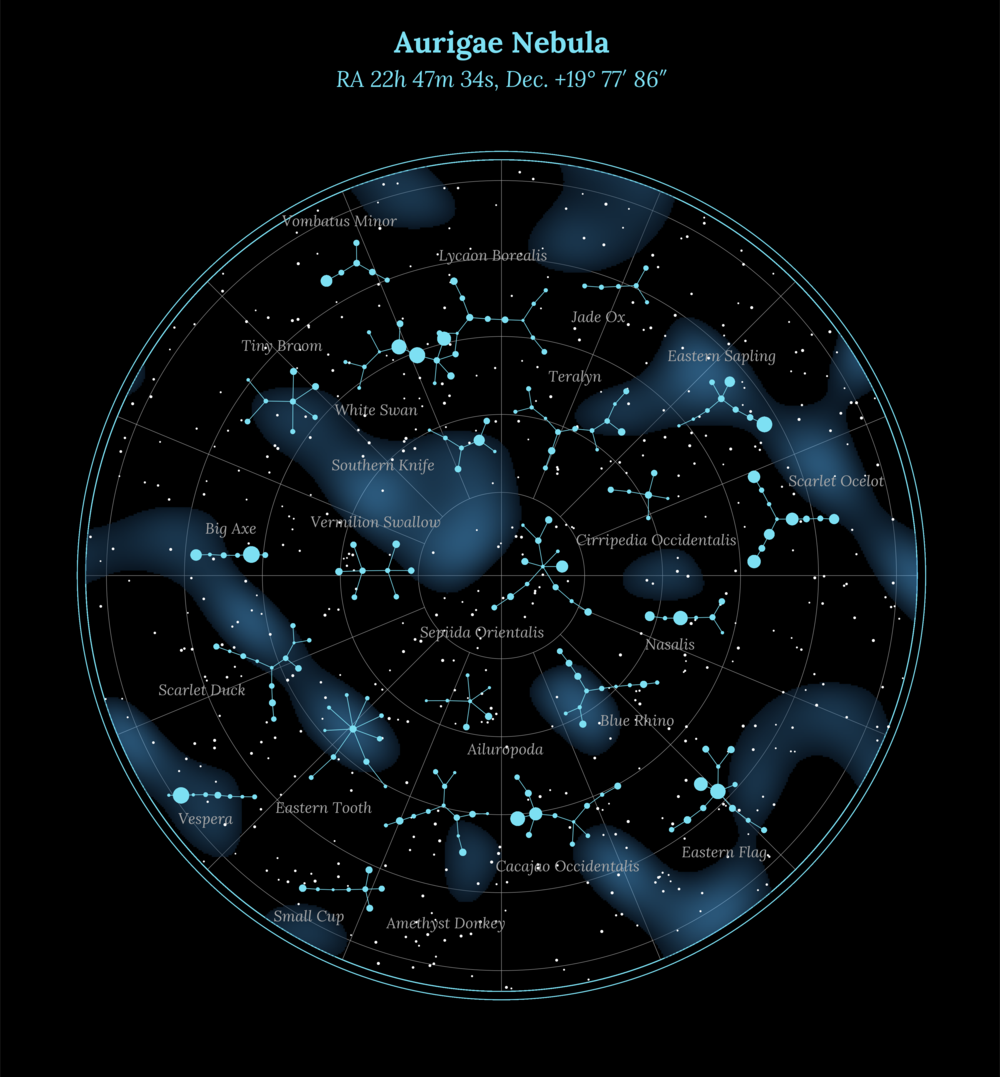 Aurigae Nebula
RA 22h 47m 34s, Dec. +19° 77′ 86″
Vombatus Minor
Lycaon Borealis
Jade Ox
Tiny Broom
Eastern Sapling
Teralyn
White Swan
Southern Knife
Scarlet Ocelot
Vermilion Swallow
Big Axe
Cirripedia Occidentalis
Sepiida Orientalis
Nasalis
Scarlet Duck
Blue Rhino
Ailuropoda
Eastern Tooth
Vespera
Eastern Flag
Cacajao Occidentalis
Small Cup
Amethyst Donkey